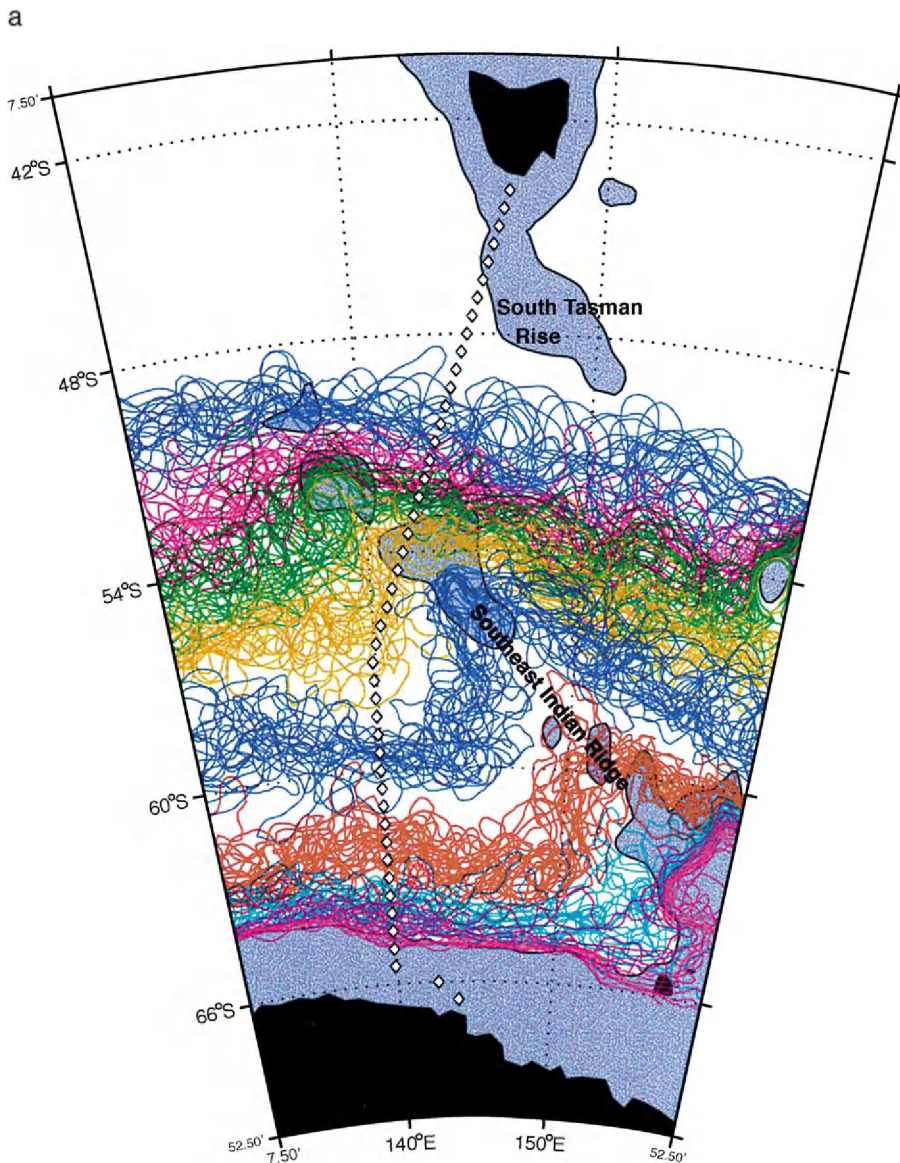 a
7.50'
42°S
South Tasman
Rise
48°S
54°S
Southeast Indian Ridge
60°S
66°S
52.50'
7.50'
140°E
150°E
52.50'